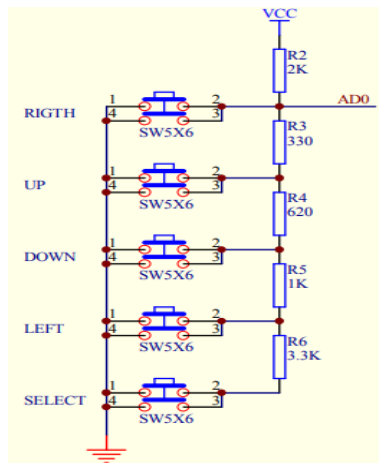 VCC
R2
2K
AD0
RIGTH
1
4
2
3
SW5X6
R3
330
UP
1
4
2
3
SW5X6
R4
620
DOWN
1
4
2
3
SW5X6
R5
1K
LEFT
1
4
2
3
SW5X6
R6
3.3K
SELECT
1
4
2
3
SW5X6